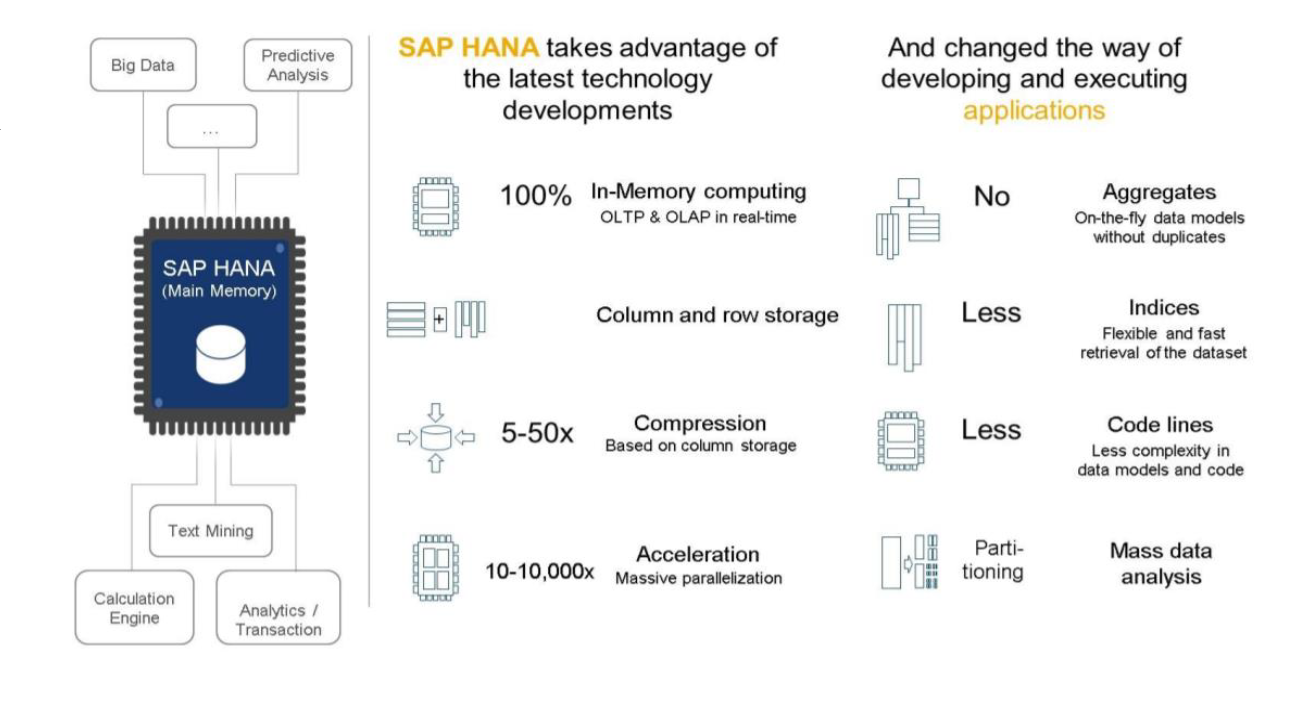 Big Data
Predictive
Analysis
...
SAP HANA
(Main Memory)
Text Mining
Calculation
Engine
Analytics /
Transaction
SAP HANA takes advantage of
the latest technology
developments
100%
In-Memory computing
OLTP & OLAP in real-time
+
Column and row storage
5-50x
Compression
Based on column storage
10-10,000x
Acceleration
Massive parallelization
And changed the way of
developing and executing
applications
No
Aggregates
On-the-fly data models
without duplicates
Less
Indices
Flexible and fast
retrieval of the dataset
Less
Code lines
Less complexity in
data models and code
Parti-
tioning
Mass data
analysis